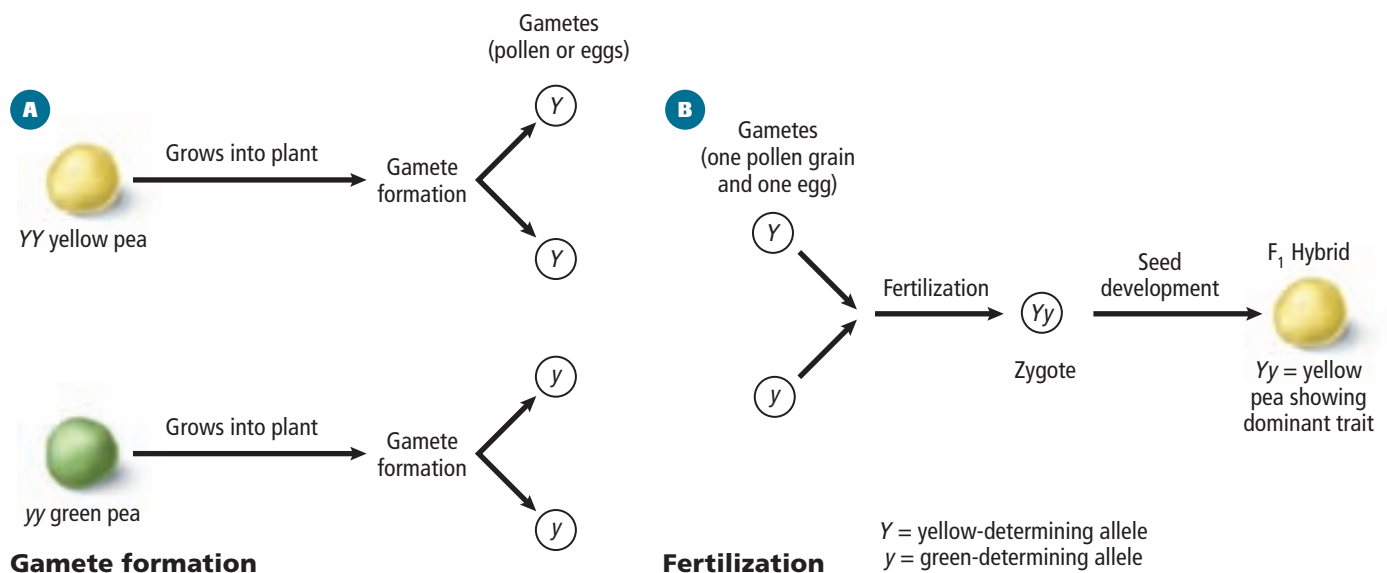 A
Gametes
(pollen or eggs)
Y
Grows into plant
Gamete
formation
YY yellow pea
Y
y
Grows into plant
Gamete
formation
yy green pea
y
Gamete formation
B
Gametes
(one pollen grain
and one egg)
Y
y
Fertilization
Yy
Zygote
Seed
development
F₁ Hybrid
Yy = yellow
pea showing
dominant trait
Fertilization
Y = yellow-determining allele
y = green-determining allele